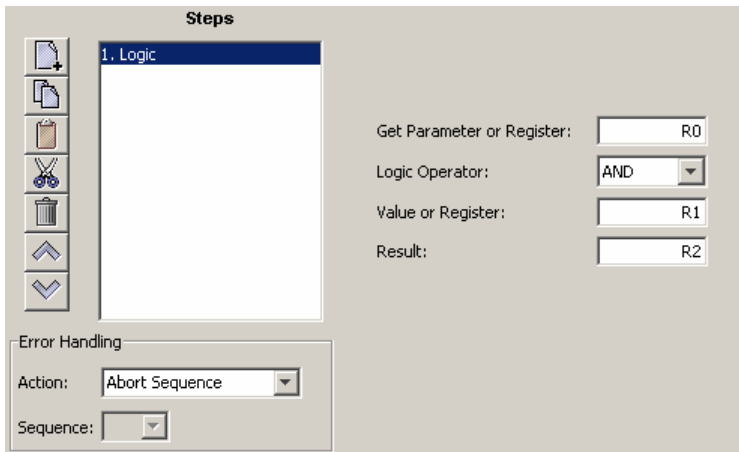 Steps
1. Logic
Get Parameter or Register: R0
Logic Operator: AND
Value or Register: R1
Result: R2
Error Handling
Action: Abort Sequence
Sequence: